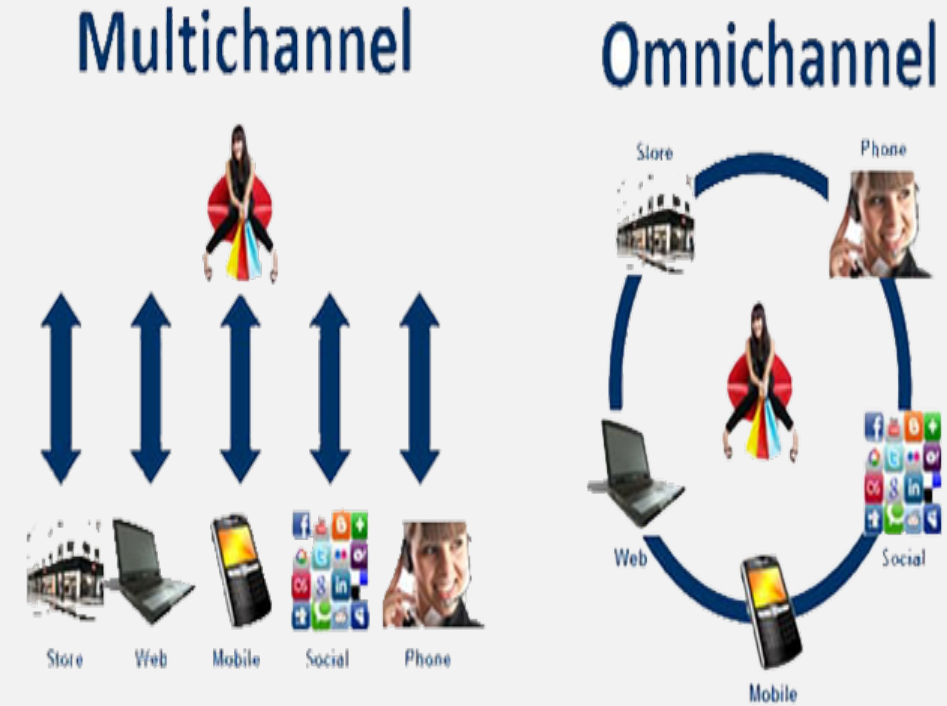 Multichannel
Store
Web
Mobile
Social
Phone
Omnichannel
Store
Phone
Web
Social
Mobile